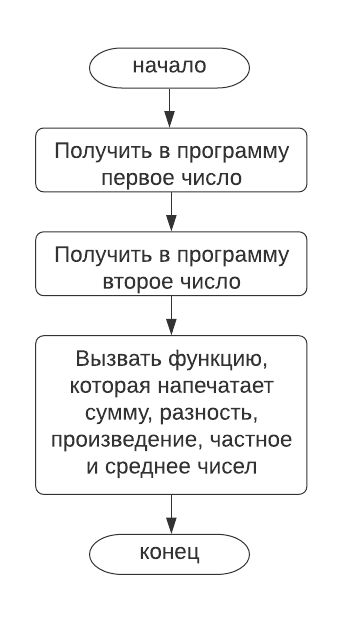 начало
Получить в программу
первое число
Получить в программу
второе число
Вызвать функцию,
которая напечатает
сумму, разность,
произведение, частное
и среднее чисел
конец